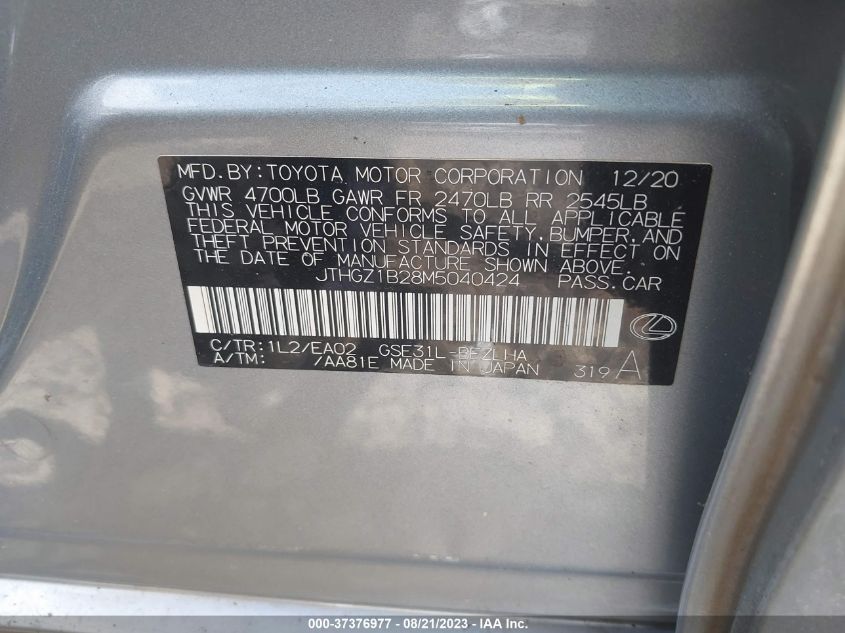 MFD. BY: TOYOTA MOTOR CORPORATION 12/20
GVWR 4700LB GAWR FR 2470LB RR 2545LB
THIS VEHICLE CONFORMS TO ALL APPLICABLE
FEDERAL MOTOR VEHICLE SAFETY, BUMPER, AND
THEFT PREVENTION STANDARDS IN EFFECT ON
THE DATE OF MANUFACTURE SHOWN ABOVE.
JTHGZ1B28M5040424 PASS. CAR
C/TR: 1L2/EA02 GSE31L-BEZLHA
A/TM: /AA81E MADE IN JAPAN 319 A
000-37376977 - 08/21/2023 - © IAA, Inc.